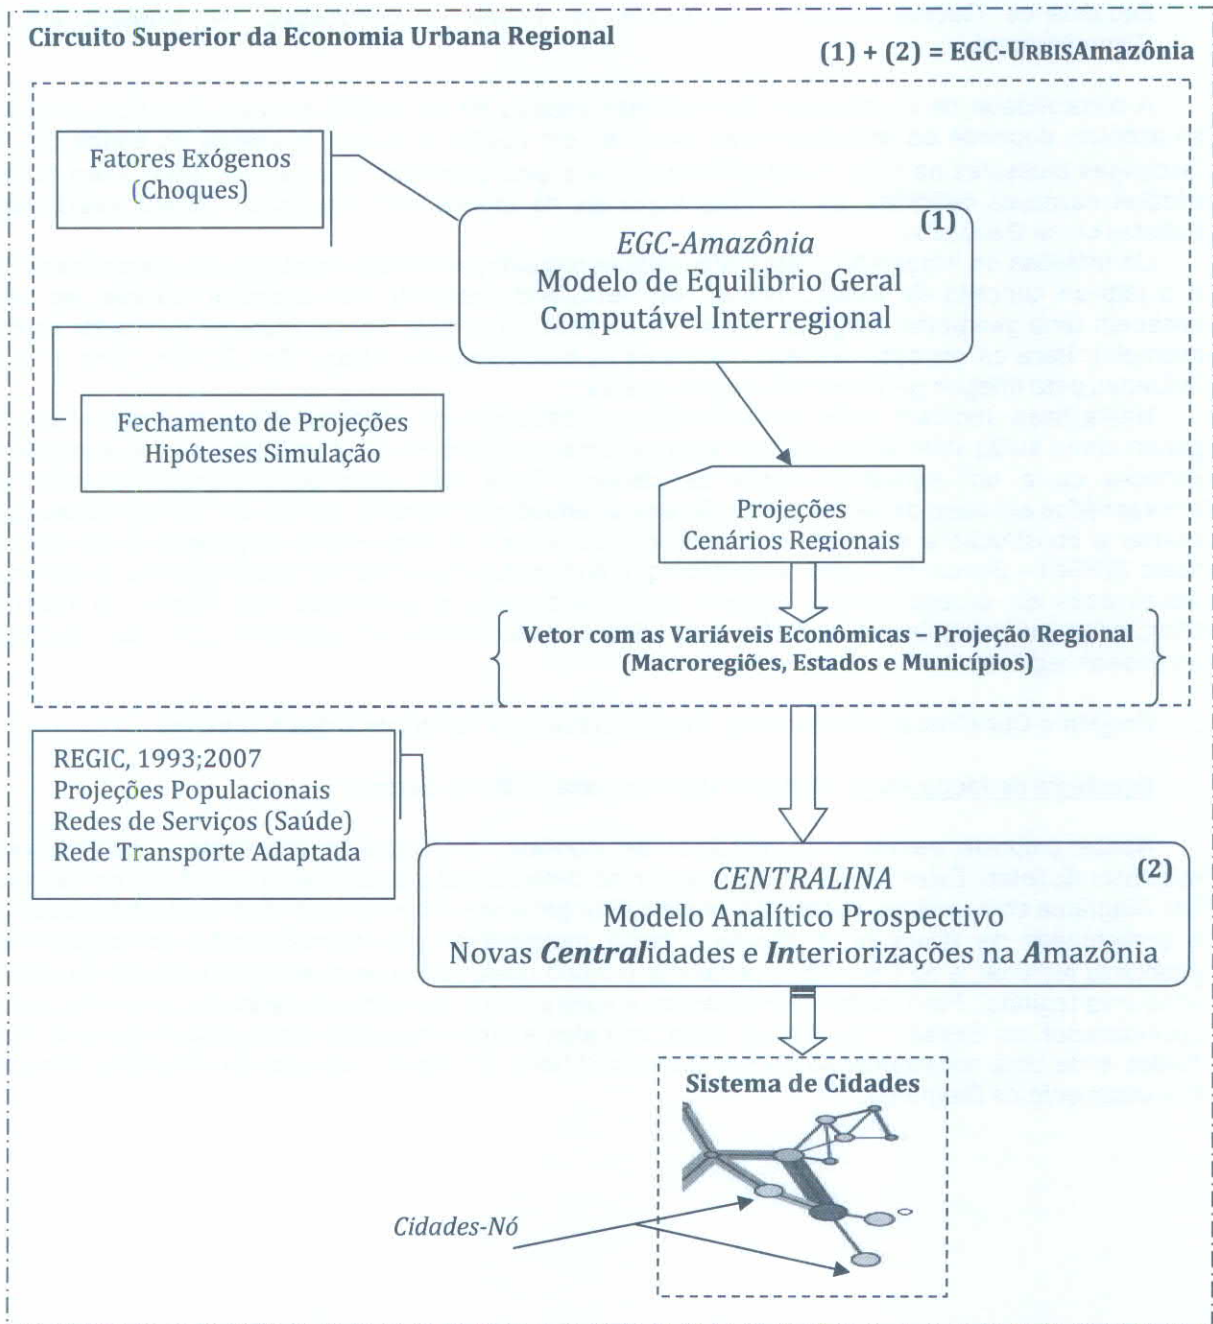 Circuito Superior da Economia Urbana Regional
(1) + (2) = EGC-URBISAmazônia
Fatores Exógenos
(Choques)
(1)
EGC-Amazônia
Modelo de Equilíbrio Geral
Computável Interregional
Fechamento de Projeções
Hipóteses Simulação
Projeções
Cenários Regionais
Vetor com as Variáveis Econômicas – Projeção Regional
(Macroregiões, Estados e Municípios)
REGIC, 1993;2007
Projeções Populacionais
Redes de Serviços (Saúde)
Rede Transporte Adaptada
(2)
CENTRALINA
Modelo Analítico Prospectivo
Novas Centralidades e Interiorizações na Amazônia
Sistema de Cidades
Cidades-Nó